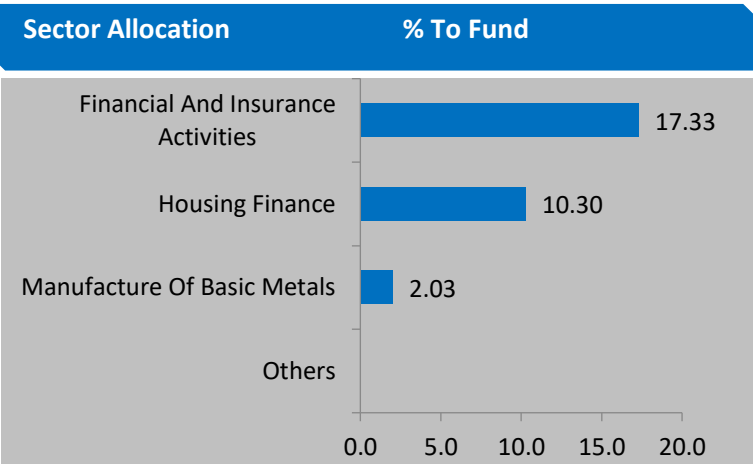 Sector Allocation % To Fund
Financial And Insurance
Activities
17.33
Housing Finance 10.30
Manufacture Of Basic Metals 2.03
Others
0.0 5.0 10.0 15.0 20.0